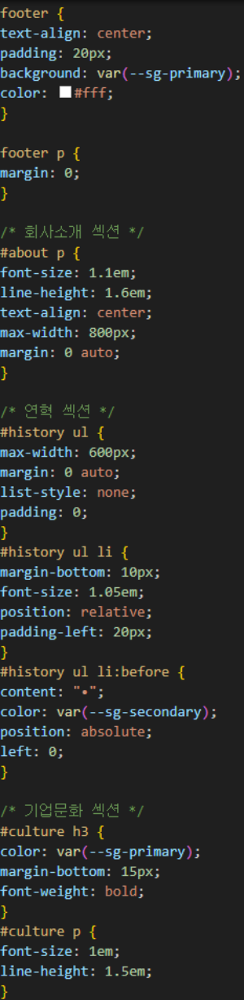 footer {
text-align: center;
padding: 20px;
background: var(--sg-primary);
color: #fff;
}
footer p {
margin: 0;
}
/* 회사소개 섹션 */
#about p {
font-size: 1.1em;
line-height: 1.6em;
text-align: center;
max-width: 800px;
margin: 0 auto;
}
/* 연혁 섹션 */
#history ul {
max-width: 600px;
margin: 0 auto;
list-style: none;
padding: 0;
}
#history ul li {
margin-bottom: 10px;
font-size: 1.05em;
position: relative;
padding-left: 20px;
}
#history ul li:before {
content: "•";
color: var(--sg-secondary);
position: absolute;
left: 0;
}
/* 기업문화 섹션 */
#culture h3 {
color: var(--sg-primary);
margin-bottom: 15px;
font-weight: bold;
}
#culture p {
font-size: 1em;
line-height: 1.5em;
}